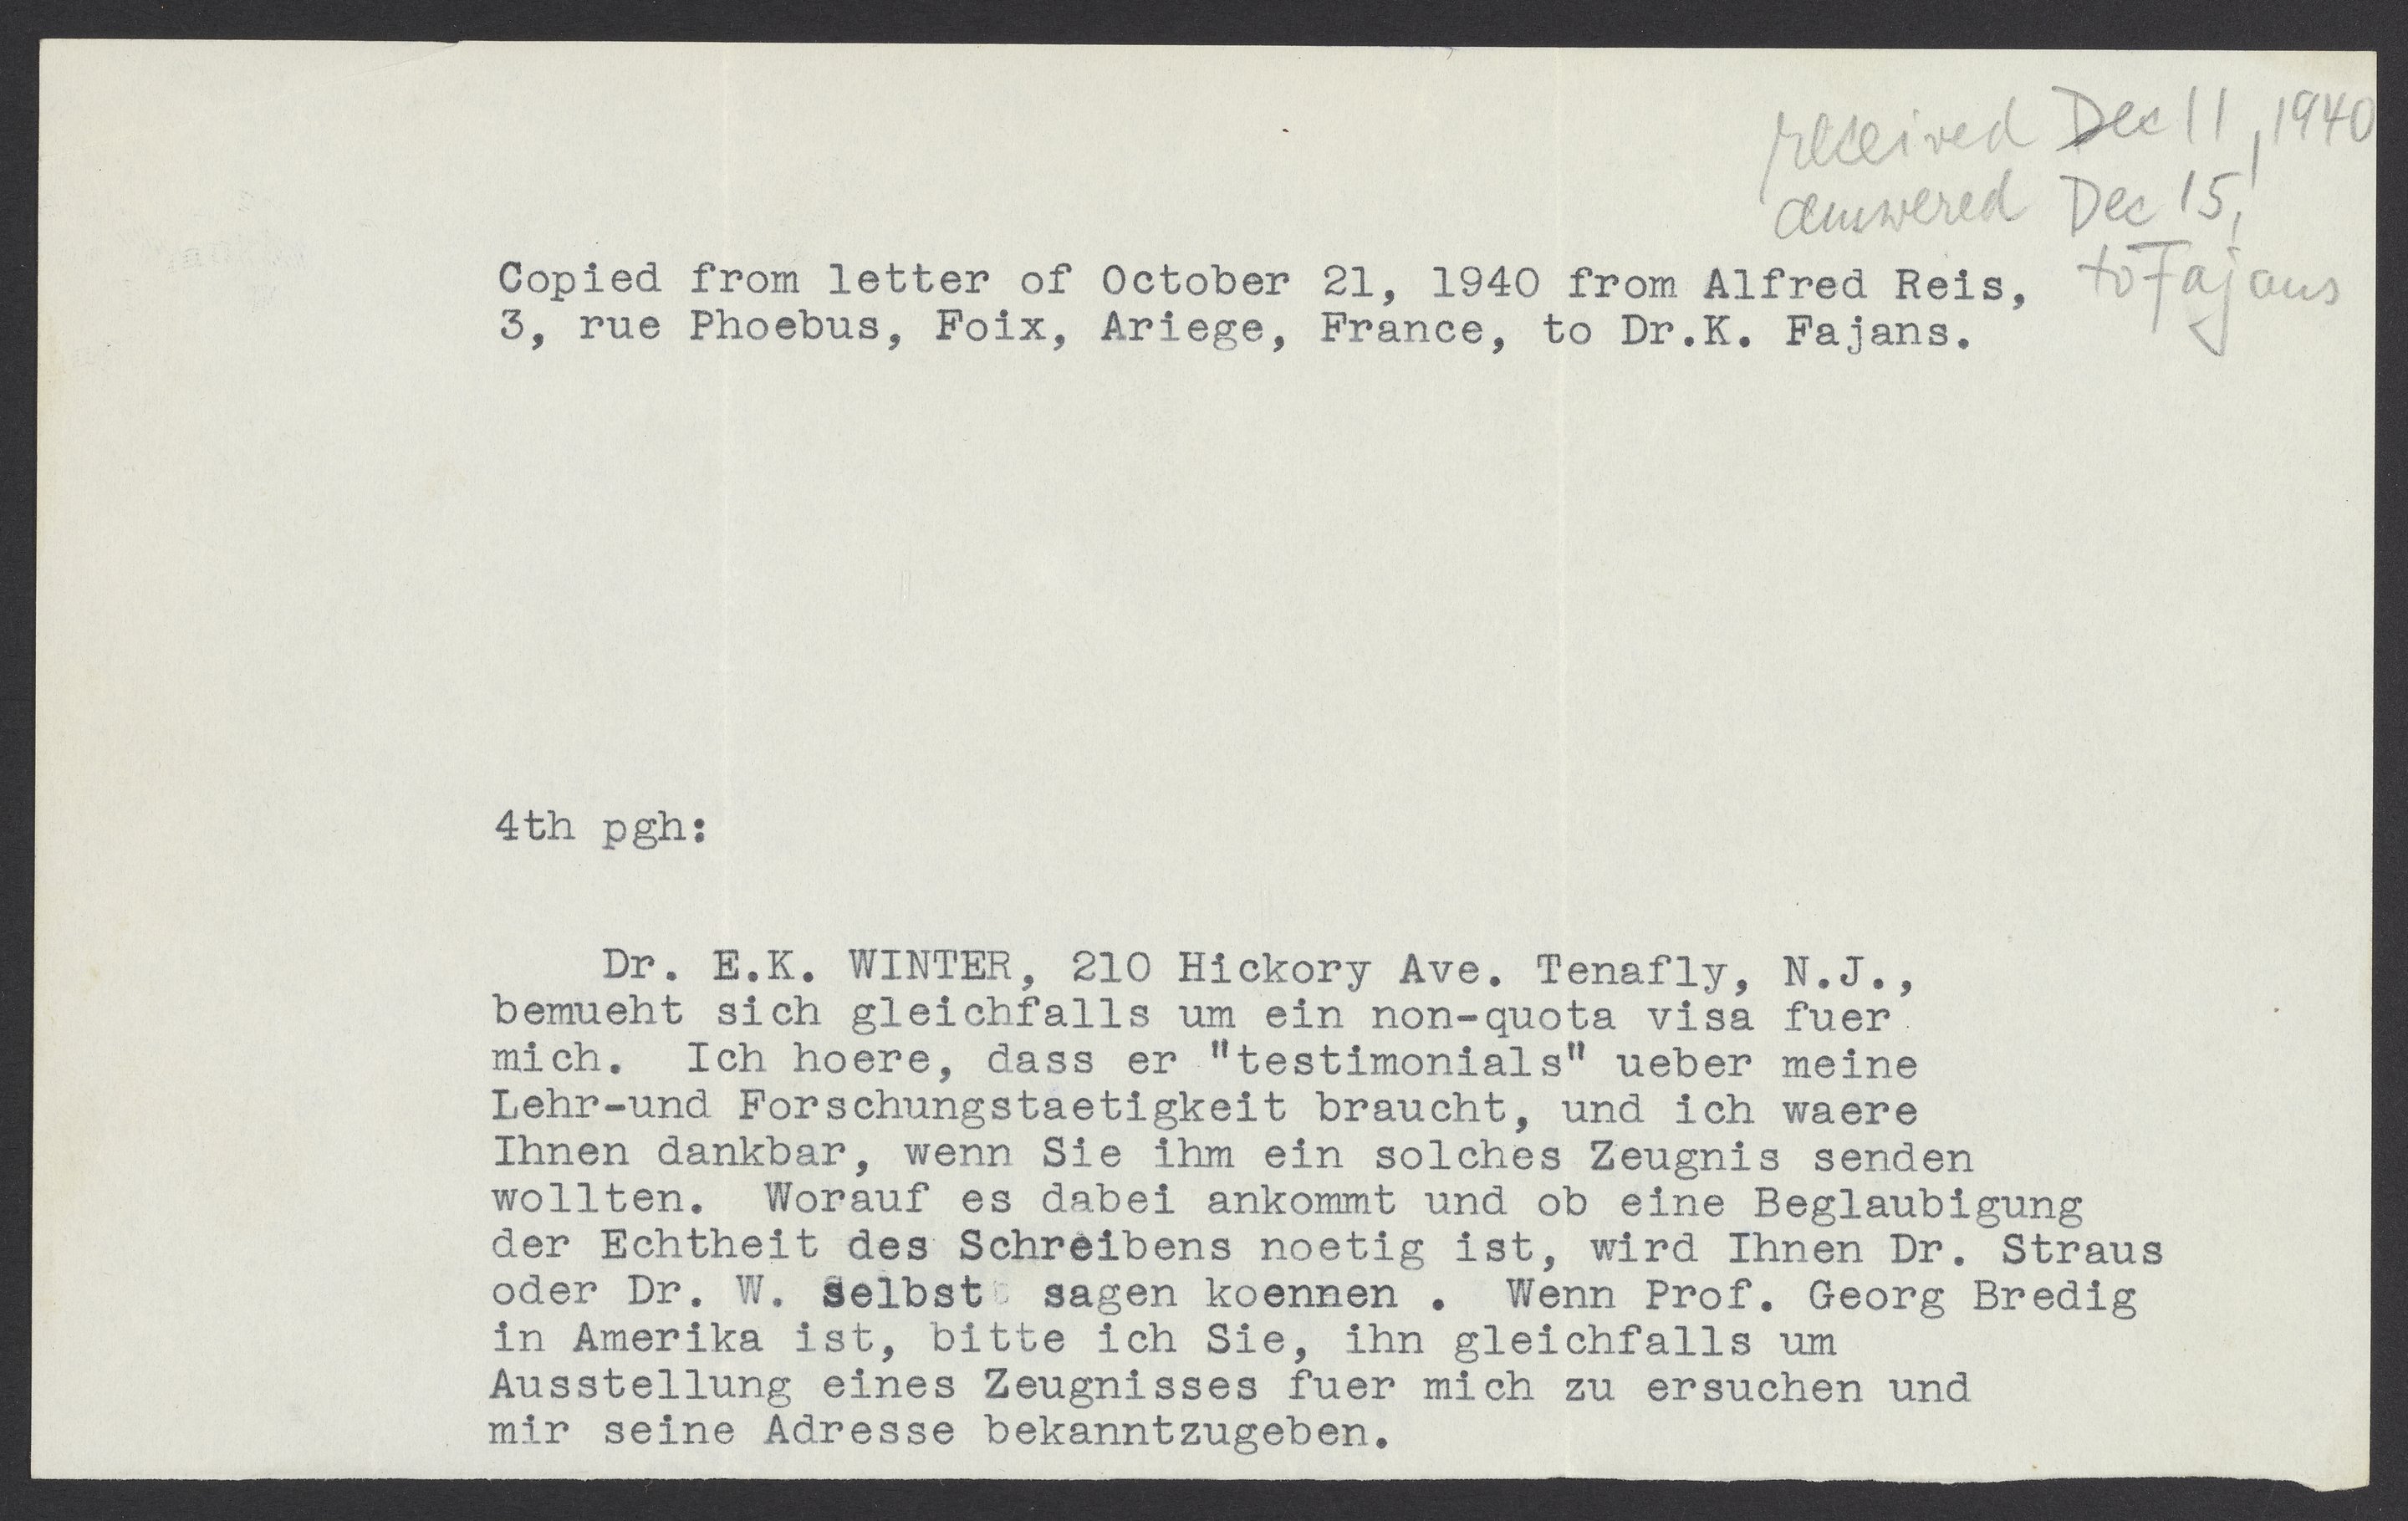 received Dec 11, 1940
answered Dec 15,
to Fajans
Copied from letter of October 21, 1940 from Alfred Reis,
3, rue Phoebus, Foix, Ariege, France, to Dr.K. Fajans.
4th pgh:
Dr. E.K. WINTER, 210 Hickory Ave. Tenafly, N.J.,
bemueht sich gleichfalls um ein non-quota visa fuer
mich. Ich hoere, dass er "testimonials" ueber meine
Lehr-und Forschungstaetigkeit braucht, und ich waere
Ihnen dankbar, wenn Sie ihm ein solches Zeugnis senden
wollten. Worauf es dabei ankommt und ob eine Beglaubigung
der Echtheit des Schreibens noetig ist, wird Ihnen Dr. Straus
oder Dr. W. selbst sagen koennen . Wenn Prof. Georg Bredig
in Amerika ist, bitte ich Sie, ihn gleichfalls um
Ausstellung eines Zeugnisses fuer mich zu ersuchen und
mir seine Adresse bekanntzugeben.